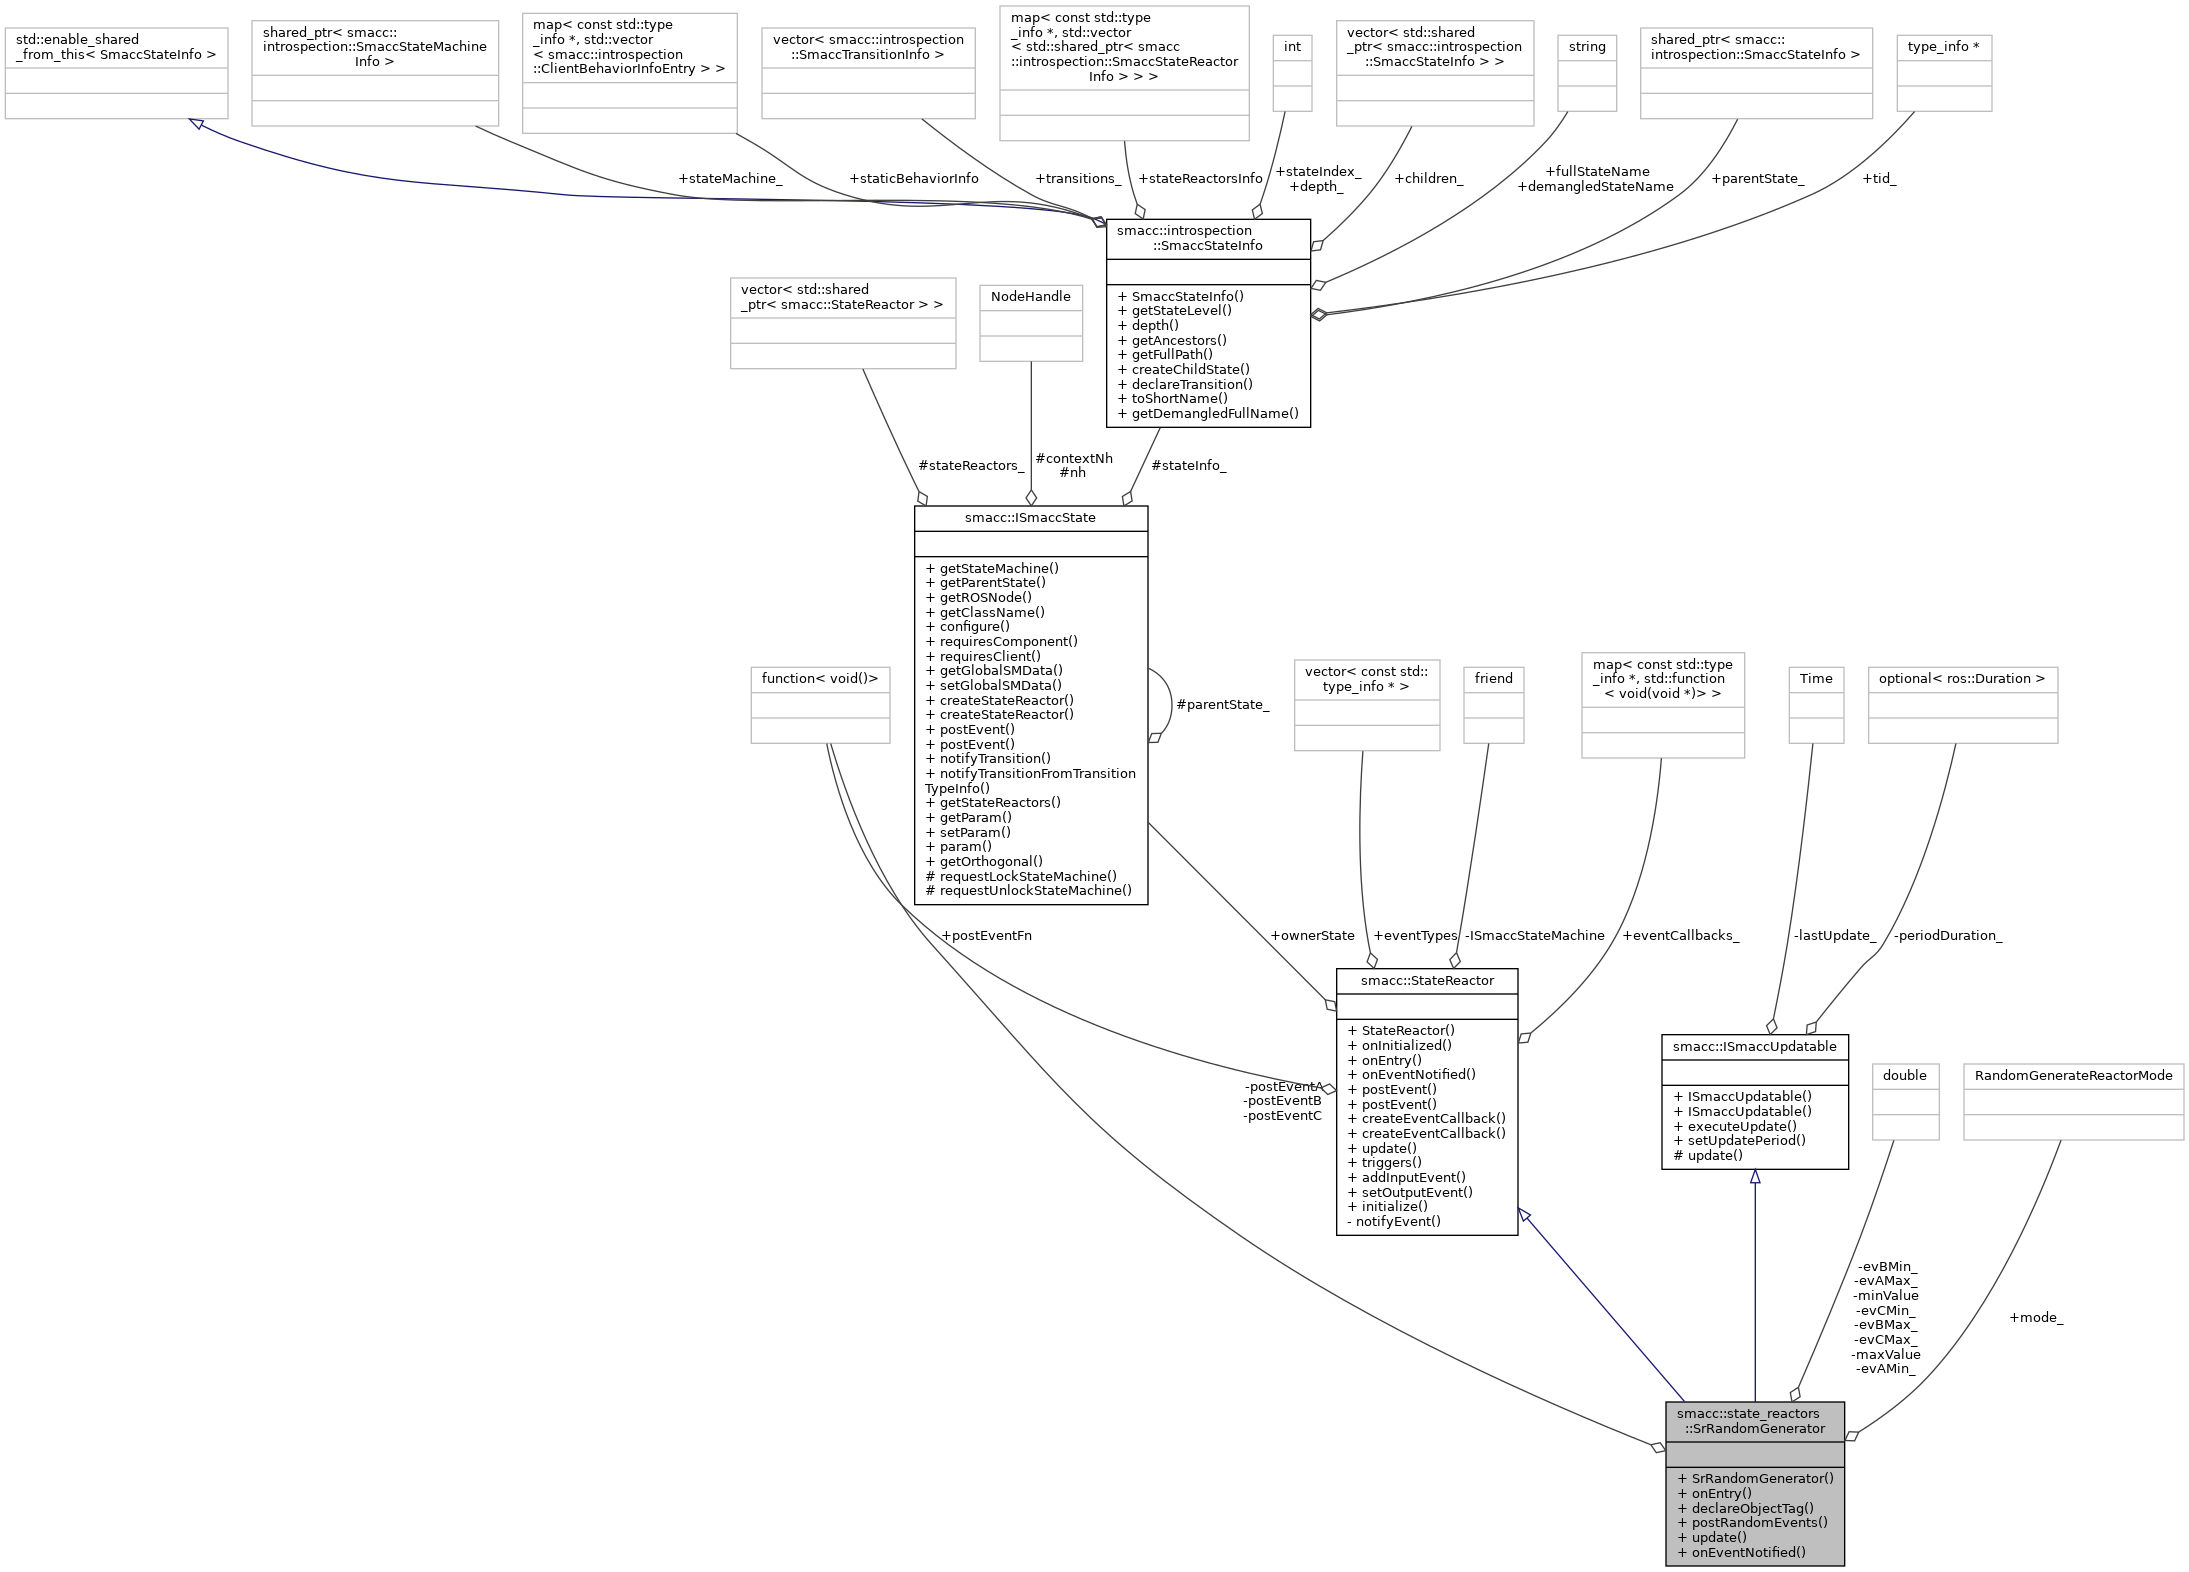 std::enable_shared
_from_this< SmaccStateInfo >
shared_ptr< smacc::
introspection::SmaccStateMachine
Info >
map< const std::type
_info *, std::vector
< smacc::introspection
::ClientBehaviorInfoEntry > >
vector< smacc::introspection
::SmaccTransitionInfo >
map< const std::type
_info *, std::vector
< std::shared_ptr< smacc
::introspection::SmaccStateReactor
Info > > >
int
vector< std::shared
_ptr< smacc::introspection
::SmaccStateInfo > >
string
shared_ptr< smacc::
introspection::SmaccStateInfo >
type_info *
+stateMachine_
+staticBehaviorInfo
+transitions_
+stateReactorsInfo
+stateIndex_
+depth_
+children_
+fullStateName
+demangledStateName
+parentState_
+tid_
smacc::introspection
::SmaccStateInfo
+ SmaccStateInfo()
+ getStateLevel()
+ depth()
+ getAncestors()
+ getFullPath()
+ createChildState()
+ declareTransition()
+ toShortName()
+ getDemangledFullName()
vector< std::shared
_ptr< smacc::StateReactor > >
NodeHandle
#stateReactors_
#contextNh
#nh
#stateInfo_
smacc::ISmaccState
+ getStateMachine()
+ getParentState()
+ getROSNode()
+ getClassName()
+ configure()
+ requiresComponent()
+ requiresClient()
+ getGlobalSMData()
+ setGlobalSMData()
+ createStateReactor()
+ createStateReactor()
+ postEvent()
+ postEvent()
+ notifyTransition()
+ notifyTransitionFromTransition
TypeInfo()
+ getStateReactors()
+ getParam()
+ setParam()
+ param()
+ getOrthogonal()
# requestLockStateMachine()
# requestUnlockStateMachine()
#parentState_
function< void()>
vector< const std::
type_info * >
friend
map< const std::type
_info *, std::function
< void(void *)> >
Time
optional< ros::Duration >
+postEventFn
+ownerState
+eventTypes
-ISmaccStateMachine
+eventCallbacks_
-lastUpdate_
-periodDuration_
smacc::StateReactor
+ StateReactor()
+ onInitialized()
+ onEntry()
+ onEventNotified()
+ postEvent()
+ postEvent()
+ createEventCallback()
+ createEventCallback()
+ update()
+ triggers()
+ addInputEvent()
+ setOutputEvent()
+ initialize()
- notifyEvent()
-postEventA
-postEventB
-postEventC
smacc::ISmaccUpdatable
+ ISmaccUpdatable()
+ ISmaccUpdatable()
+ executeUpdate()
+ setUpdatePeriod()
# update()
double
RandomGenerateReactorMode
-evBMin_
-evAMax_
-minValue
-evCMin_
-evBMax_
-evCMax_
-maxValue
-evAMin_
+mode_
smacc::state_reactors
::SrRandomGenerator
+ SrRandomGenerator()
+ onEntry()
+ declareObjectTag()
+ postRandomEvents()
+ update()
+ onEventNotified()